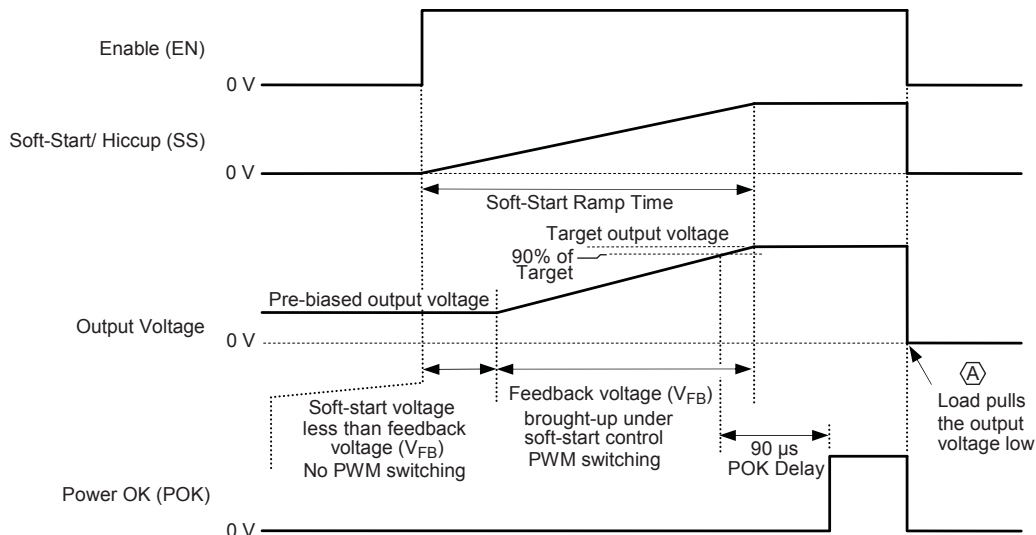 Enable (EN)
0 V
Soft-Start/ Hiccup (SS)
0 V
Soft-Start Ramp Time
Target output voltage
90% of
Target
Pre-biased output voltage
Output Voltage
0 V
A
Load pulls
the output
voltage low
Soft-start voltage
less than feedback
voltage (VFB)
No PWM switching
Feedback voltage (VFB)
brought-up under
soft-start control
PWM switching
90 µs
POK Delay
Power OK (POK)
0 V